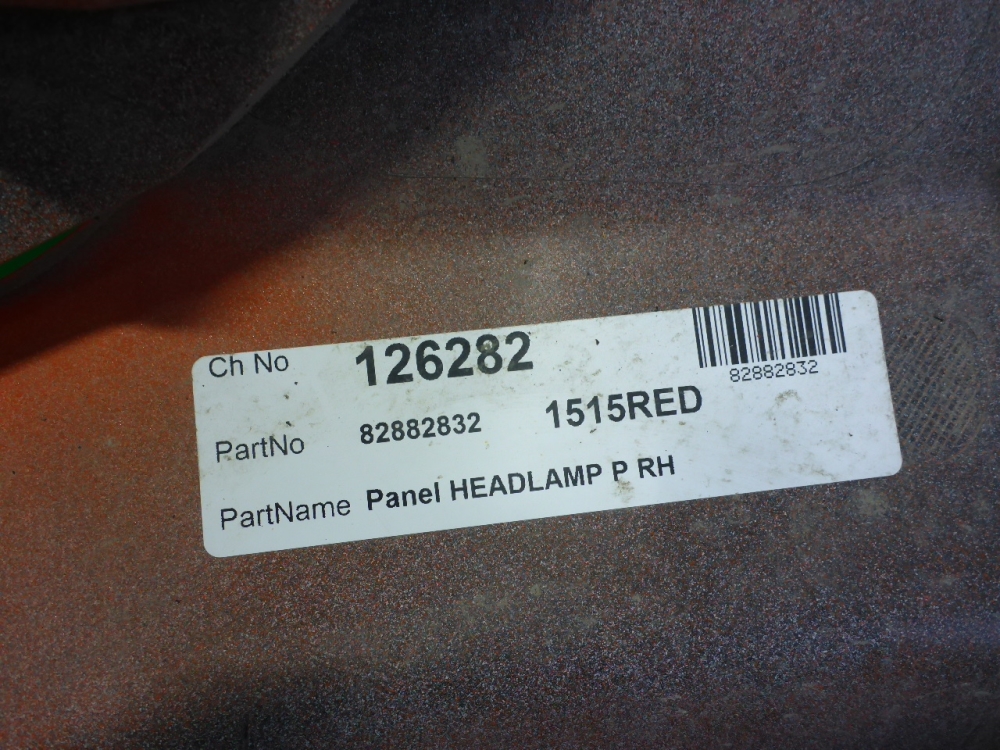 Ch No 126282
82882832
PartNo 82882832 1515RED
PartName Panel HEADLAMP P RH